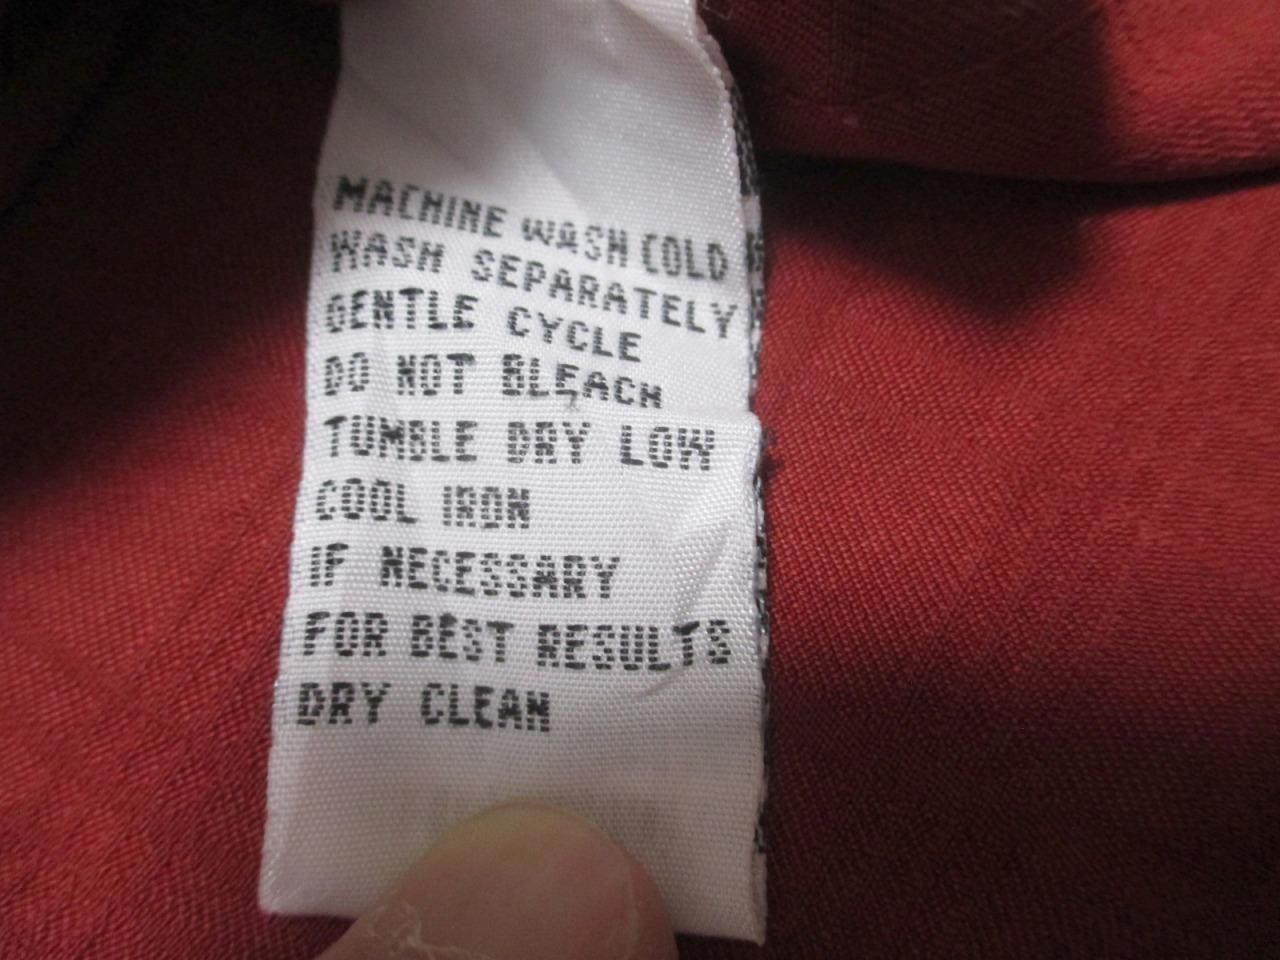 MACHINE WASH COLD
WASH SEPARATELY
GENTLE CYCLE
DO NOT BLEACH
TUMBLE DRY LOW
COOL IRON
IF NECESSARY
FOR BEST RESULTS
DRY CLEAN